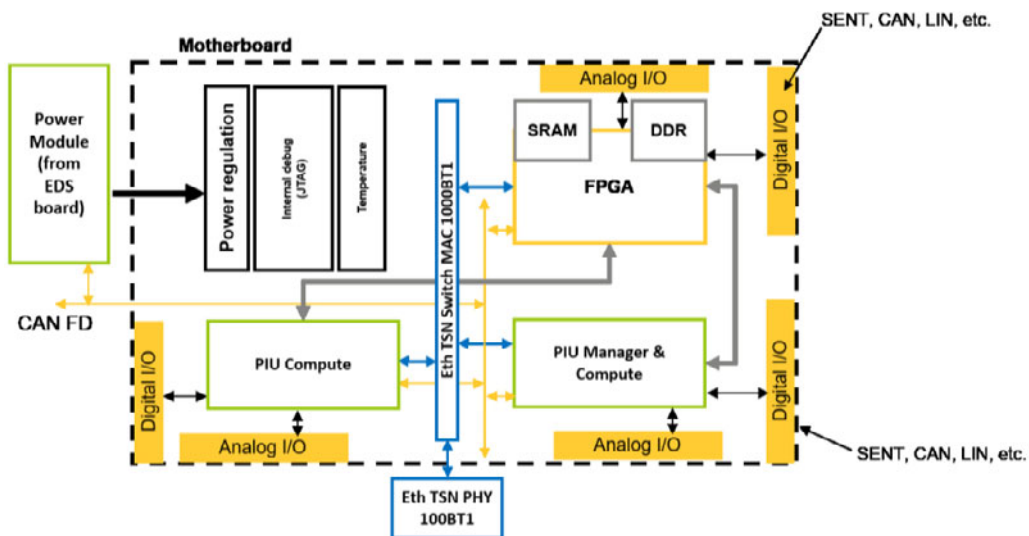 SENT, CAN, LIN, etc.
Motherboard
Power
Module
(from
EDS
board)
Power regulation
Internal debug
(JTAG)
Temperature
Eth TSN Switch MAC 1000BT1
Analog I/O
SRAM
DDR
FPGA
Digital I/O
CAN FD
Digital I/O
PIU Compute
Analog I/O
PIU Manager &
Compute
Analog I/O
Digital I/O
SENT, CAN, LIN, etc.
Eth TSN PHY
100BT1